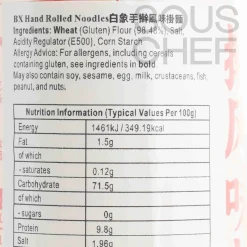 COUS
CHEF
BX Hand Rolled Noodles白象手擀風味掛麵
Ingredients: Wheat (Gluten) Flour (98.48%), Salt,
Acidity Regulator (E500), Corn Starch
Allergy Advice: For allergens, including cereals
containing gluten, see ingredients in bold.
May also contain soy, sesame, egg, milk, crustaceans, fish,
peanut, and nuts.
Nutrition Information (Typical Values Per 100g)
Energy 1461kJ / 349.19kcal
Fat 1.5g
of which
- saturates 0.12g
Carbohydrate 71.5g
of which
- sugars 0g
Protein 9.8g
Salt 1.96g